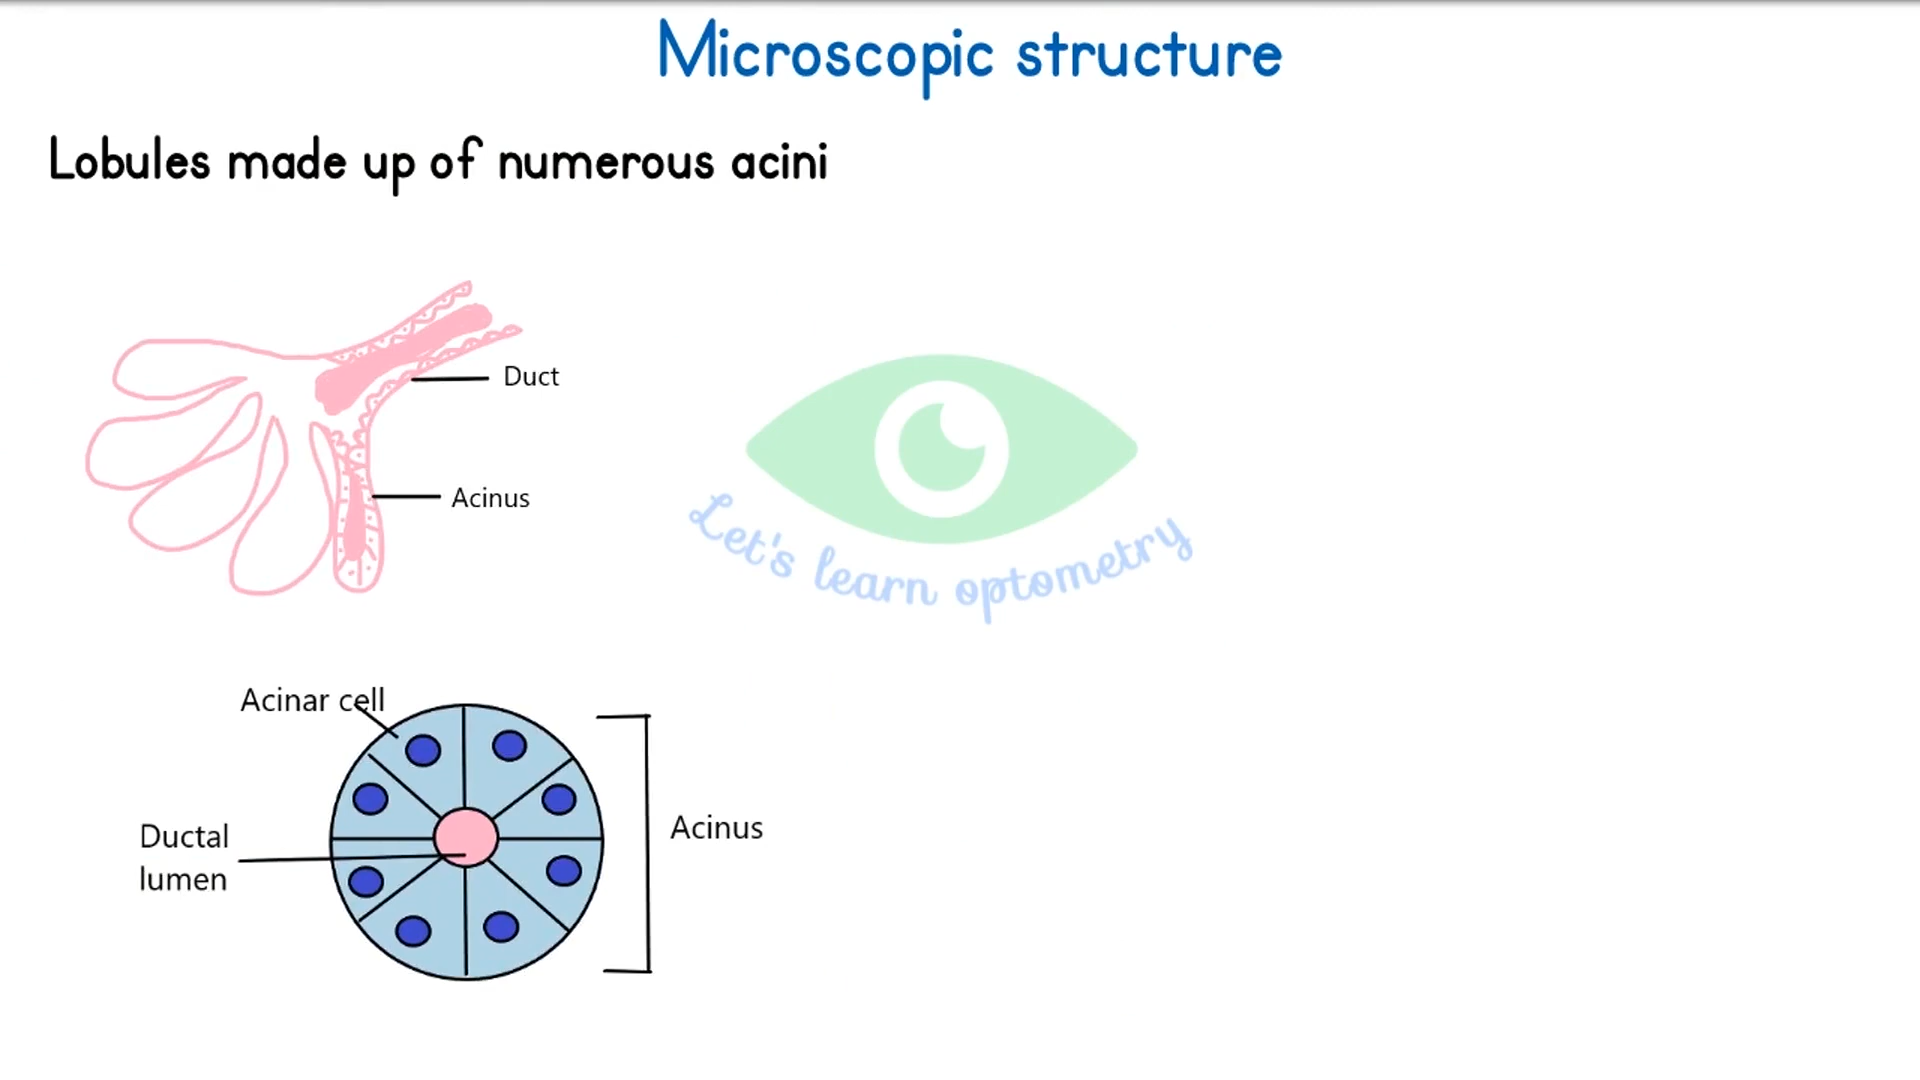 Microscopic structure
Lobules made up of numerous acini
Duct
Acinus
Let's learn optometry
Acinar cell
Ductal
lumen
Acinus